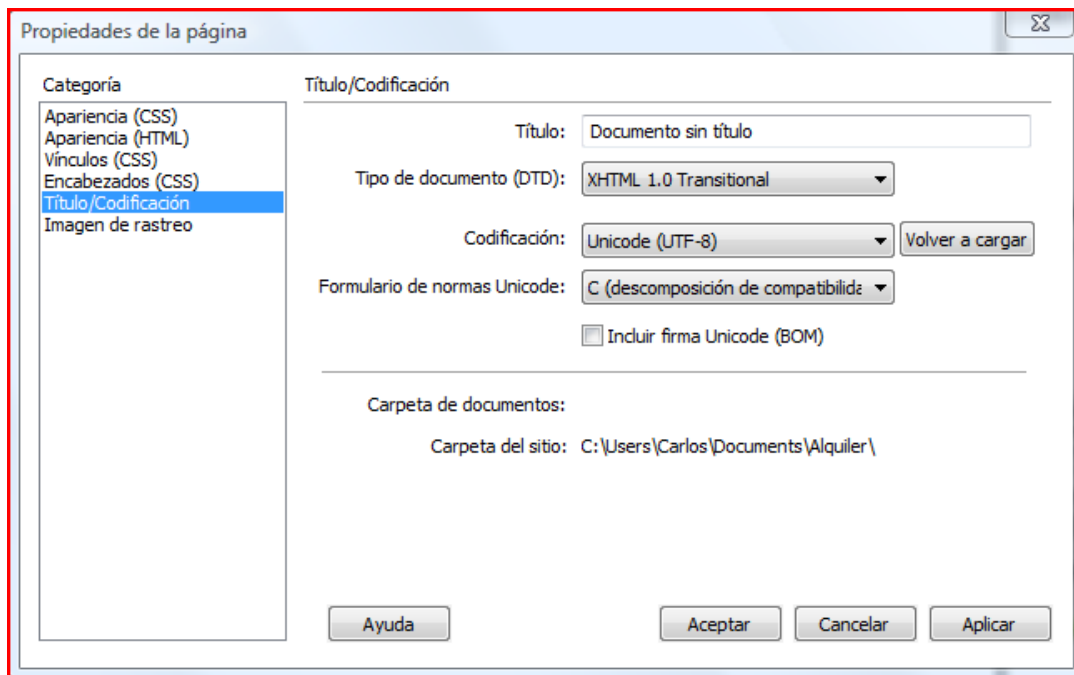 Propiedades de la página
Categoría
Apariencia (CSS)
Apariencia (HTML)
Vínculos (CSS)
Encabezados (CSS)
Título/Codificación
Imagen de rastreo
Título/Codificación
Título: Documento sin título
Tipo de documento (DTD): XHTML 1.0 Transitional
Codificación: Unicode (UTF-8) Volver a cargar
Formulario de normas Unicode: C (descomposición de compatibilida
Incluir firma Unicode (BOM)
Carpeta de documentos:
Carpeta del sitio: C:\Users\Carlos\Documents\Alquiler\
Ayuda Aceptar Cancelar Aplicar